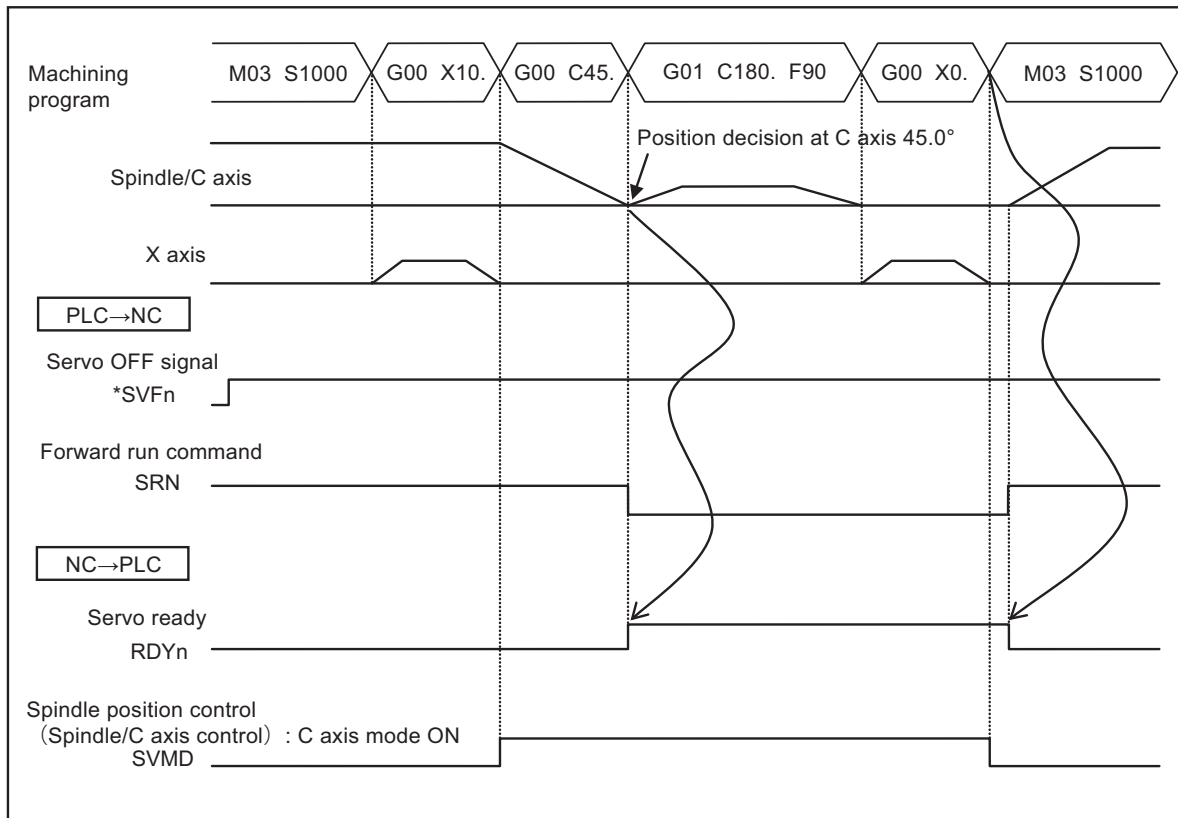 Machining
program
M03 S1000
G00 X10.
G00 C45.
G01 C180. F90
G00 X0.
M03 S1000
Position decision at C axis 45.0°
Spindle/C axis
X axis
PLC→NC
Servo OFF signal
*SVFn
Forward run command
SRN
NC→PLC
Servo ready
RDYn
Spindle position control
（Spindle/C axis control）: C axis mode ON
SVMD